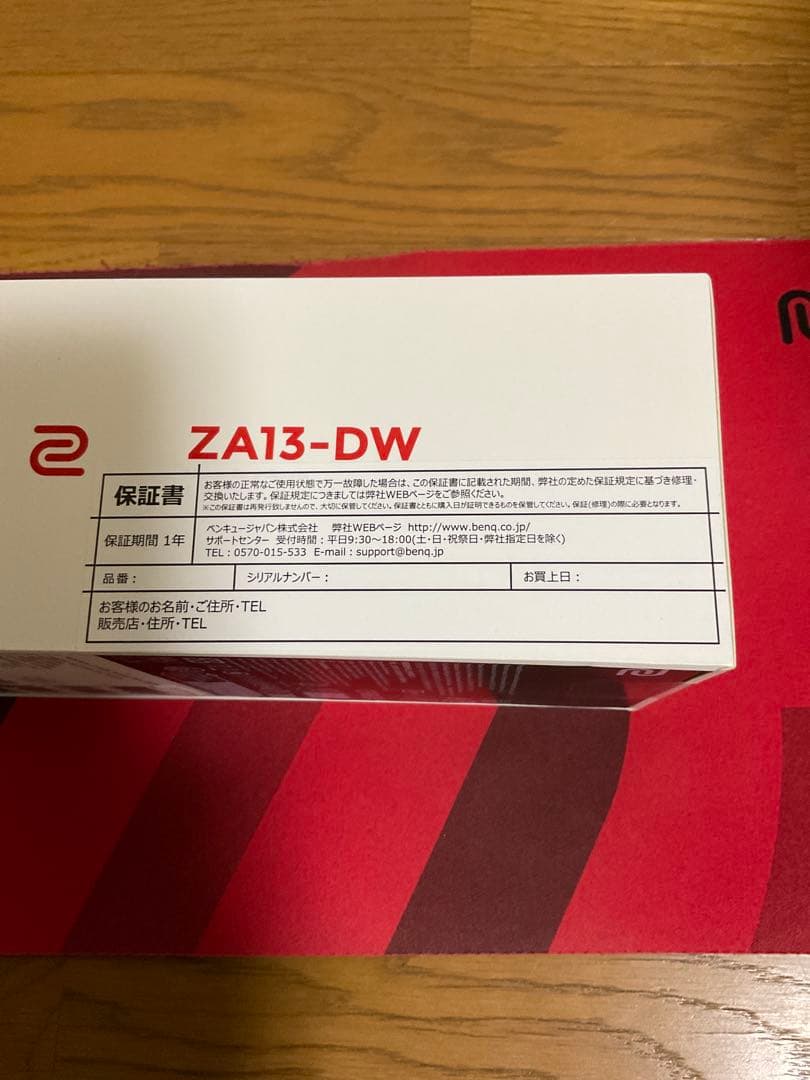 ZA13-DW
保証書
お客様の正常なご使用状態で万一故障した場合は、この保証書に記載された期間、弊社の定めた保証規定に基づき修理・
交換いたします。保証規定につきましては弊社WEBページをご参照ください。
※この保証書は再発行致しませんので、大切に保管してください。保証書とともに購入日が証明できるものを保管してください。保証(修理)の際に必要となります。
保証期間 1年
ベンキュージャパン株式会社 弊社WEBページ http://www.benq.co.jp/
サポートセンター 受付時間：平日9:30～18:00(土・日・祝祭日・弊社指定日を除く)
TEL：0570-015-533 E-mail：support@benq.jp
品番： シリアルナンバー： お買上日：
お客様のお名前・ご住所・TEL
販売店・住所・TEL